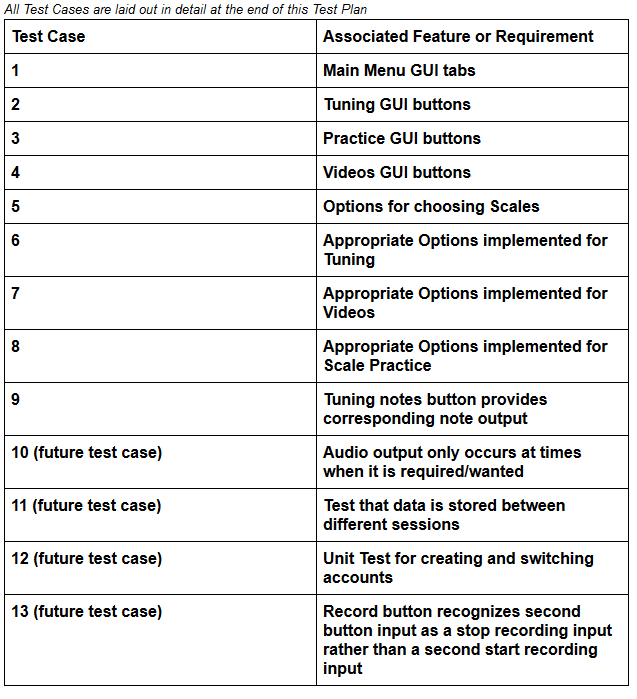 All Test Cases are laid out in detail at the end of this Test Plan
Test Case Associated Feature or Requirement
1 Main Menu GUI tabs
2 Tuning GUI buttons
3 Practice GUI buttons
4 Videos GUI buttons
5 Options for choosing Scales
6 Appropriate Options implemented for
Tuning
7 Appropriate Options implemented for
Videos
8 Appropriate Options implemented for
Scale Practice
9 Tuning notes button provides
corresponding note output
10 (future test case) Audio output only occurs at times
when it is required/wanted
11 (future test case) Test that data is stored between
different sessions
12 (future test case) Unit Test for creating and switching
accounts
13 (future test case) Record button recognizes second
button input as a stop recording input
rather than a second start recording
input